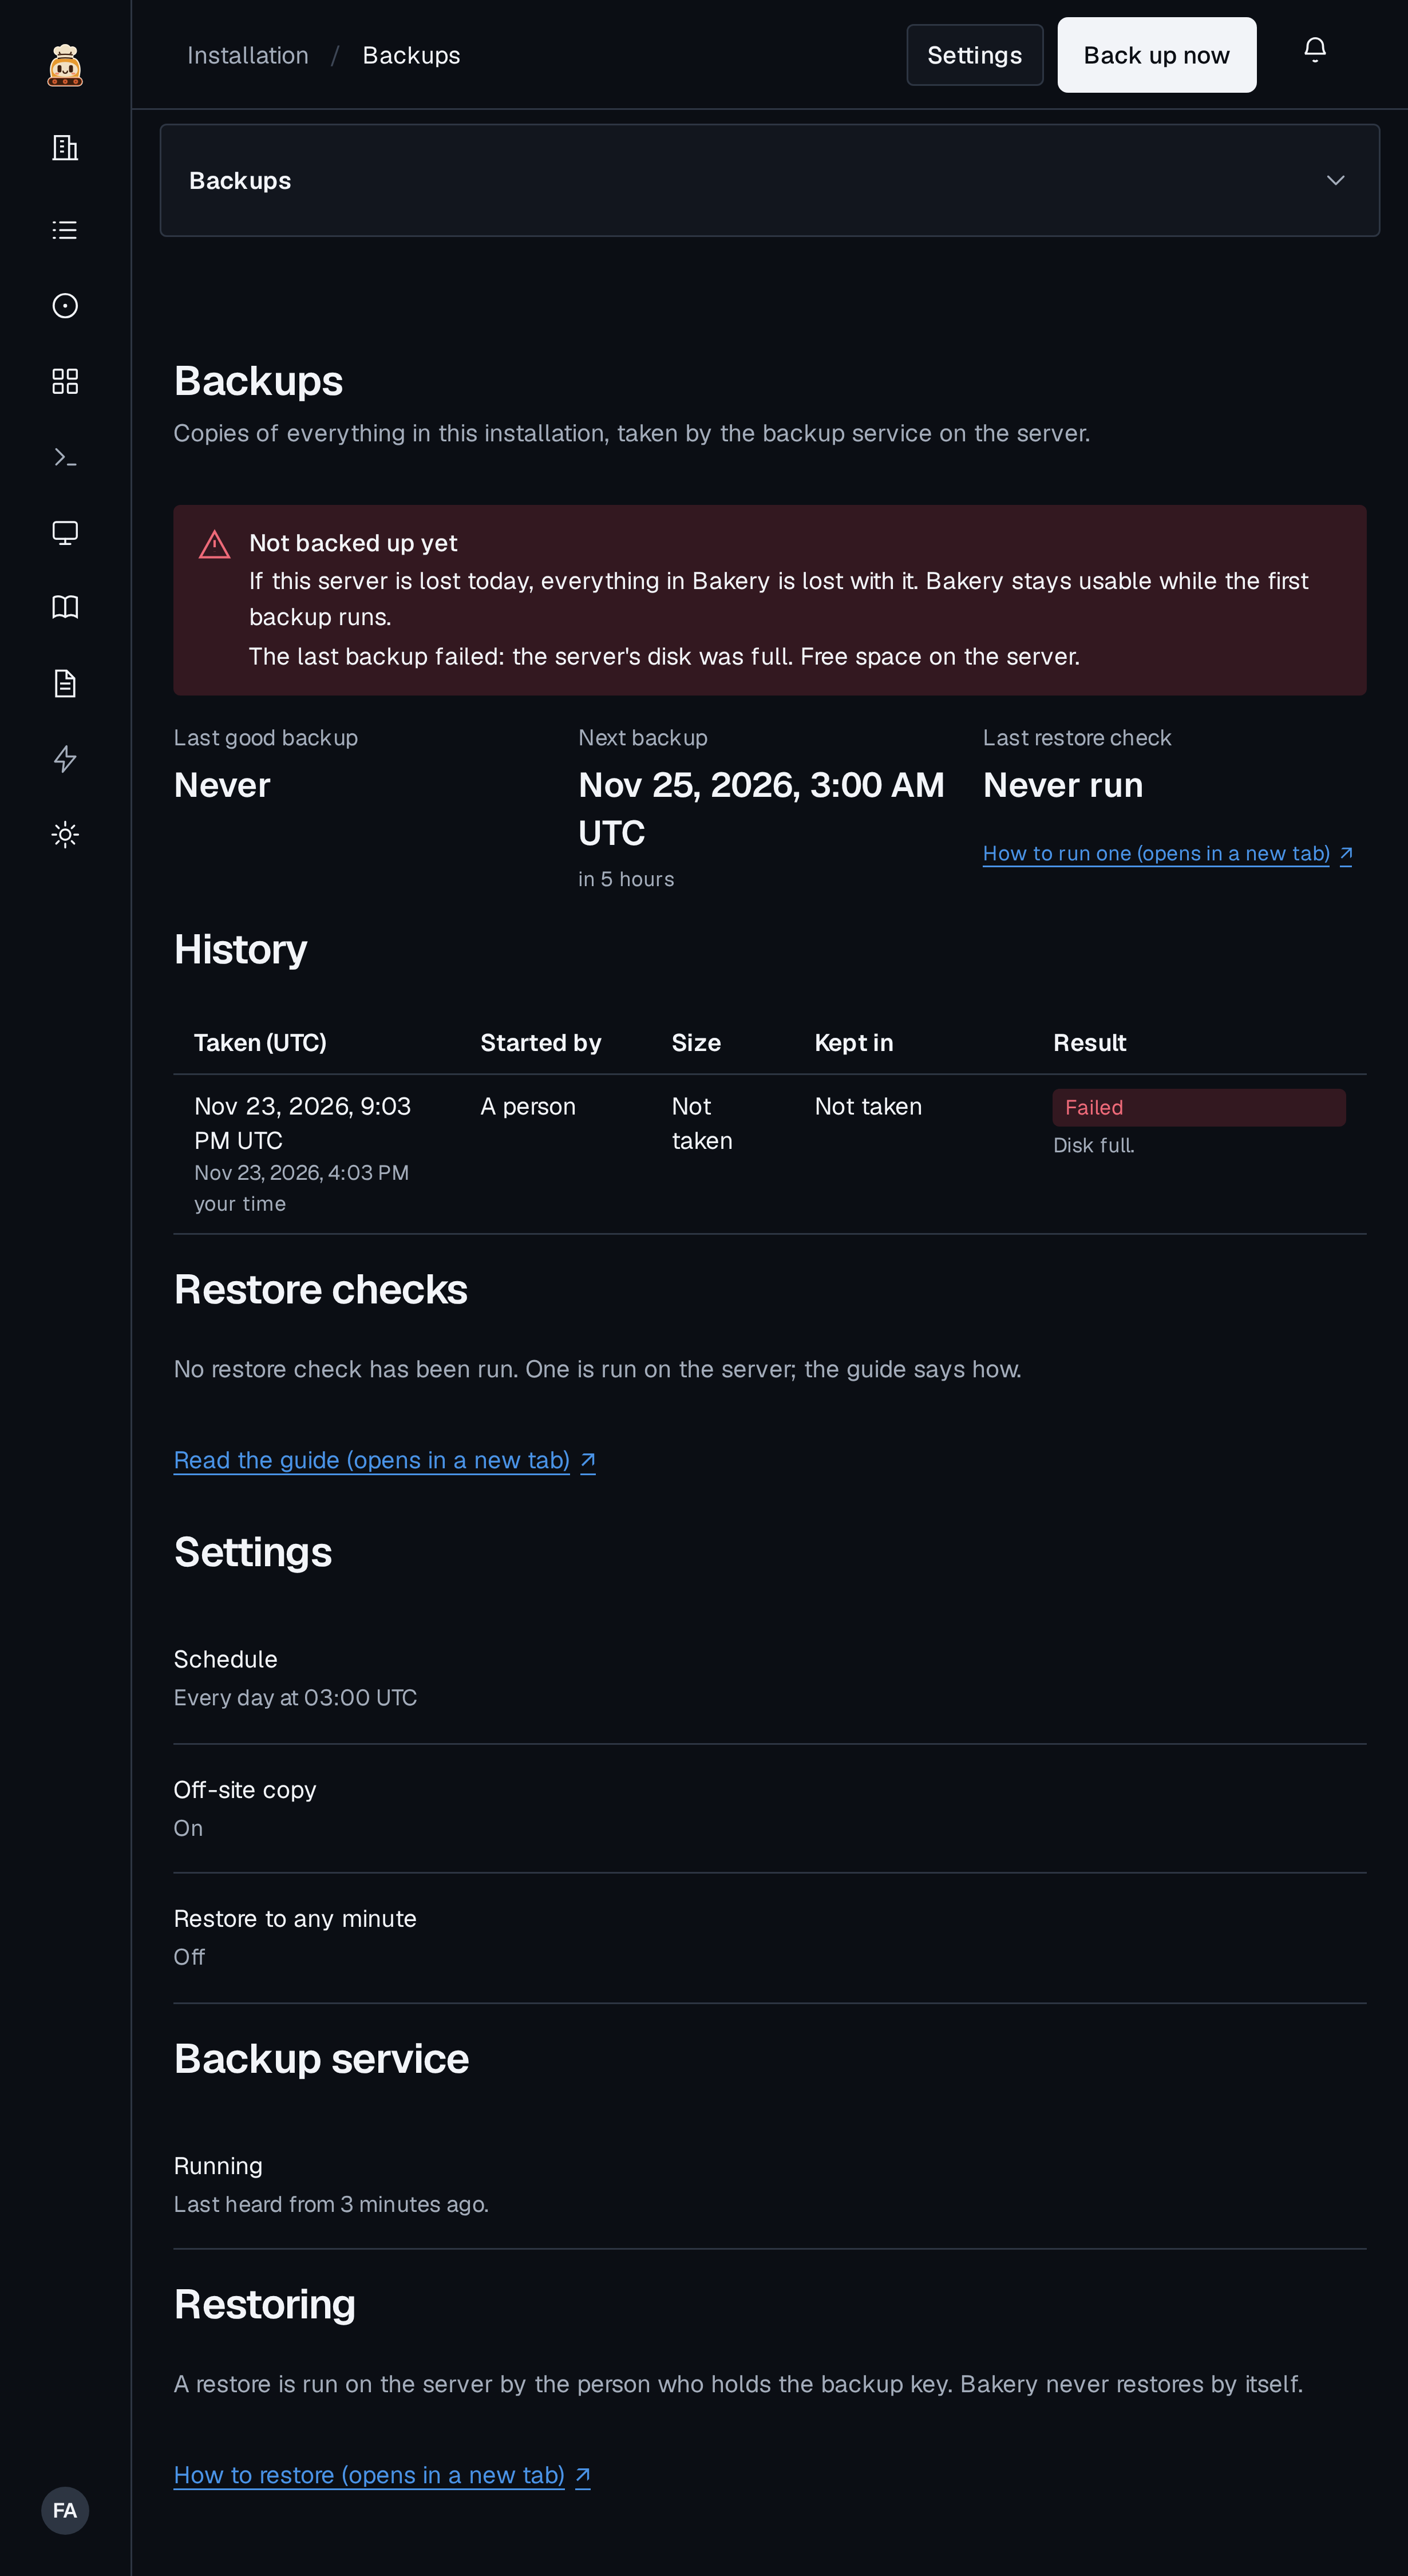 Installation / Backups
Settings
Back up now
Backups
Backups
Copies of everything in this installation, taken by the backup service on the server.
Not backed up yet
If this server is lost today, everything in Bakery is lost with it. Bakery stays usable while the first
backup runs.
The last backup failed: the server's disk was full. Free space on the server.
Last good backup
Never
Next backup
Nov 25, 2026, 3:00 AM
UTC
in 5 hours
Last restore check
Never run
How to run one (opens in a new tab)
History
Taken (UTC) Started by Size Kept in Result
Nov 23, 2026, 9:03
PM UTC
Nov 23, 2026, 4:03 PM
your time
A person
Not
taken
Not taken
Failed
Disk full.
Restore checks
No restore check has been run. One is run on the server; the guide says how.
Read the guide (opens in a new tab)
Settings
Schedule
Every day at 03:00 UTC
Off-site copy
On
Restore to any minute
Off
Backup service
Running
Last heard from 3 minutes ago.
Restoring
A restore is run on the server by the person who holds the backup key. Bakery never restores by itself.
How to restore (opens in a new tab)
FA